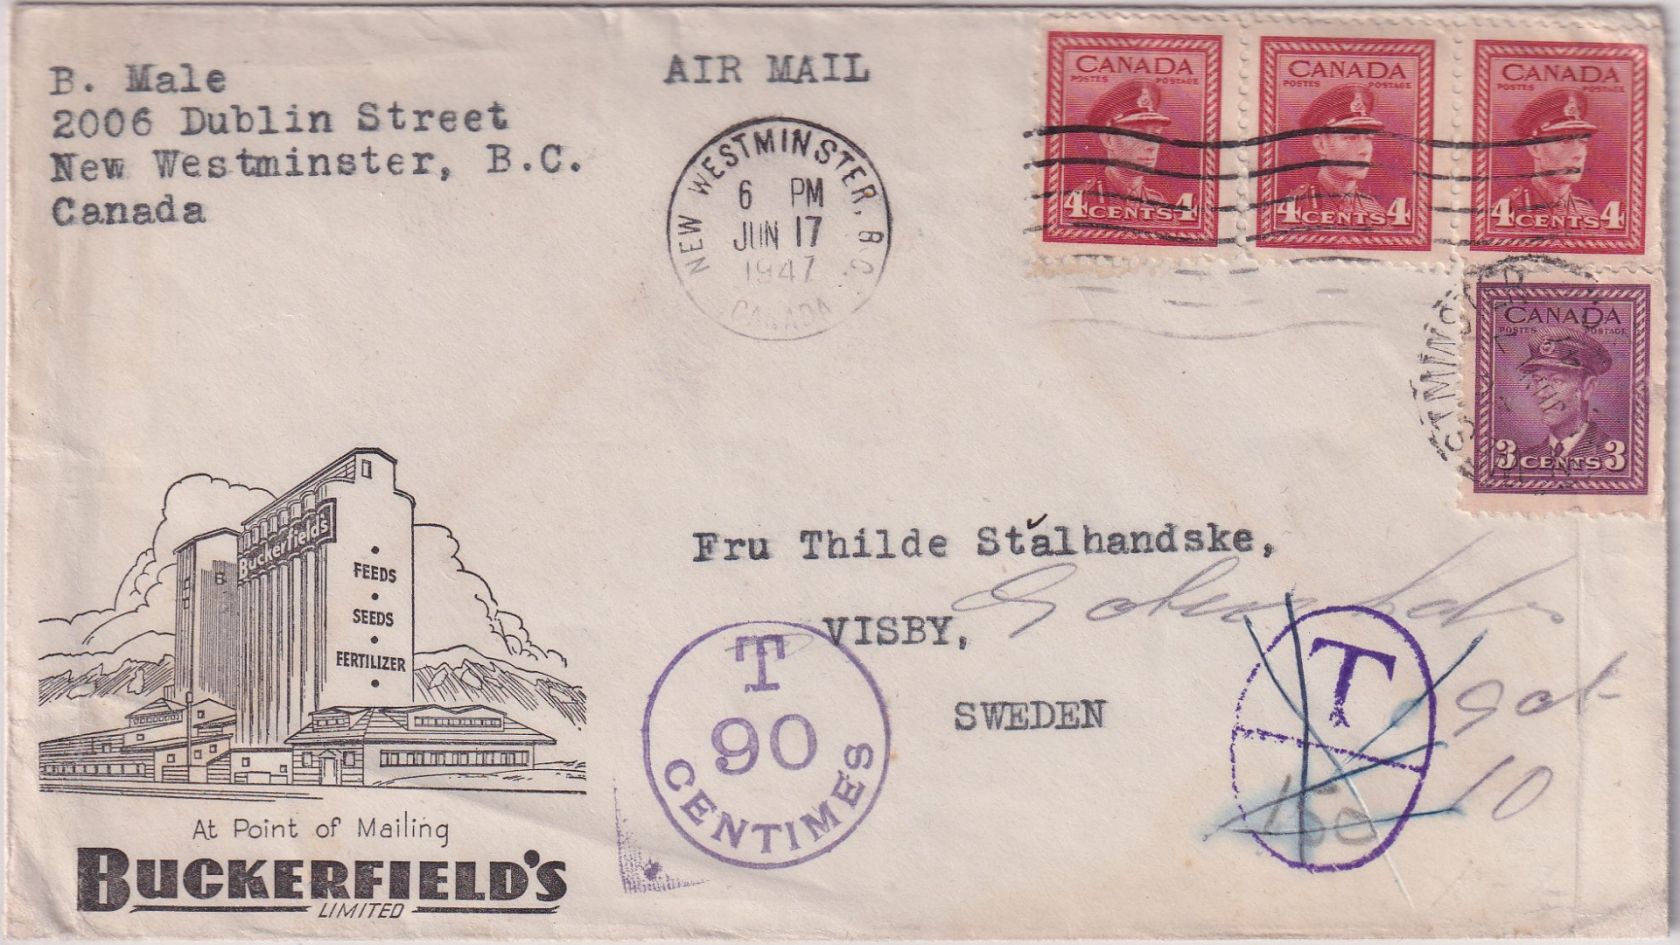 B. Male
2006 Dublin Street
New Westminster, B.C.
Canada
AIR MAIL
NEW WESTMINSTER, B.C.
6 PM
JUN 17
1947
CANADA
CANADA
POSTES POSTAGE
4 CENTS 4
CANADA
POSTES POSTAGE
4 CENTS 4
CANADA
POSTES POSTAGE
4 CENTS 4
CANADA
POSTES POSTAGE
3 CENTS 3
Fru Thilde Stålhandske,
VISBY,
SWEDEN
T
90
CENTIMES
T
150
10
Buckerfield's
B
FEEDS
SEEDS
FERTILIZER
At Point of Mailing
BUCKERFIELD'S
LIMITED